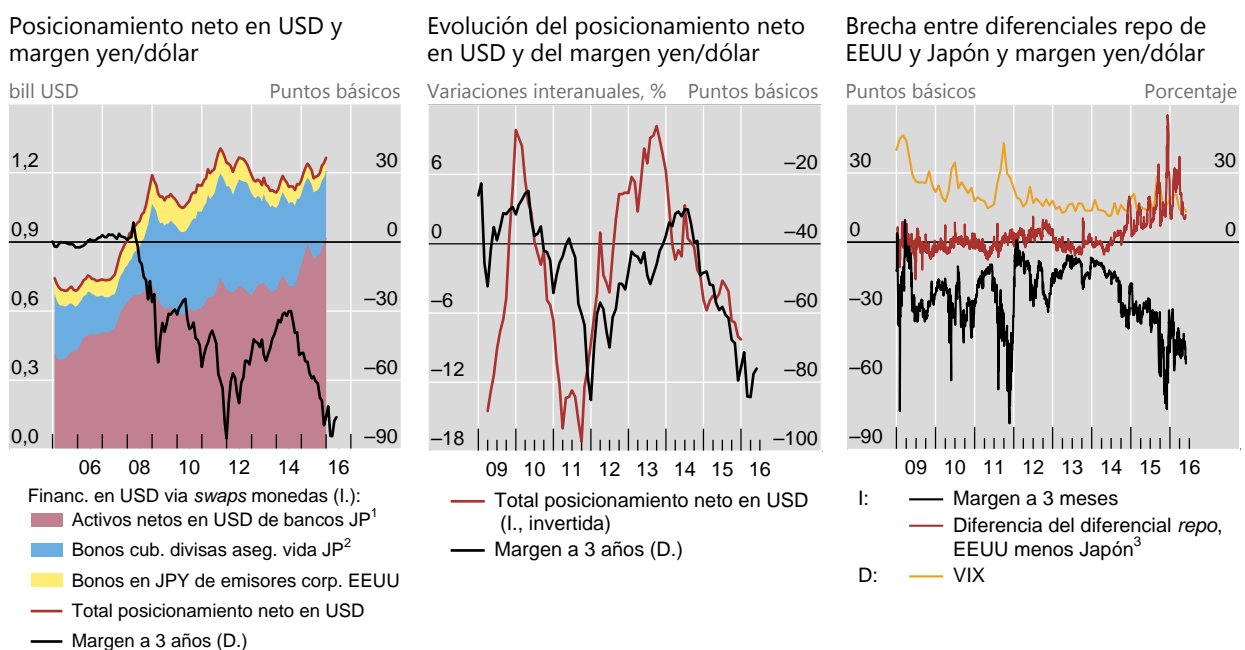 Posicionamiento neto en USD y
margen yen/dólar
bill USD Puntos básicos
1,2 30
0,9 0
0,6 –30
0,3 –60
0,0 –90
06 08 10 12 14 16
Financ. en USD via swaps monedas (I.):
Activos netos en USD de bancos JP1
Bonos cub. divisas aseg. vida JP2
Bonos en JPY de emisores corp. EEUU
Total posicionamiento neto en USD
Margen a 3 años (D.)
Evolución del posicionamiento neto
en USD y del margen yen/dólar
Variaciones interanuales, % Puntos básicos
6 –20
0 –40
–6 –60
–12 –80
–18 –100
09 10 11 12 13 14 15 16
Total posicionamiento neto en USD
(I., invertida)
Margen a 3 años (D.)
Brecha entre diferenciales repo de
EEUU y Japón y margen yen/dólar
Puntos básicos Porcentaje
30 30
0 0
–30
–60
–90
09 10 11 12 13 14 15 16
I: Margen a 3 meses
Diferencia del diferencial repo,
EEUU menos Japón3
D: VIX